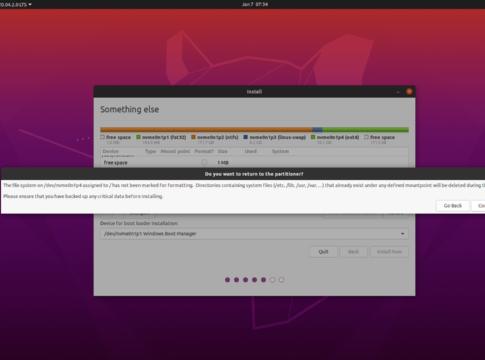 20.04.2.0 LTS
Jan 7 07:34
Install
Something else
free space nvme0n1p1 (fat32) nvme0n1p2 (ntfs) nvme0n1p3 (linux-swap) nvme0n1p4 (ext4) free space
Device Type Mount point Format? Size Used System
free space 1 MB
Do you want to return to the partitioner?
The file system on /dev/nvme0n1p4 assigned to / has not been marked for formatting. Directories containing system files (/etc, /lib, /usr, /var, ...) that already exist under any defined mountpoint will be deleted during th
Please ensure that you have backed up any critical data before installing.
Go Back Co
Device for boot loader installation:
/dev/nvme0n1p1 Windows Boot Manager
Quit Back Install Now